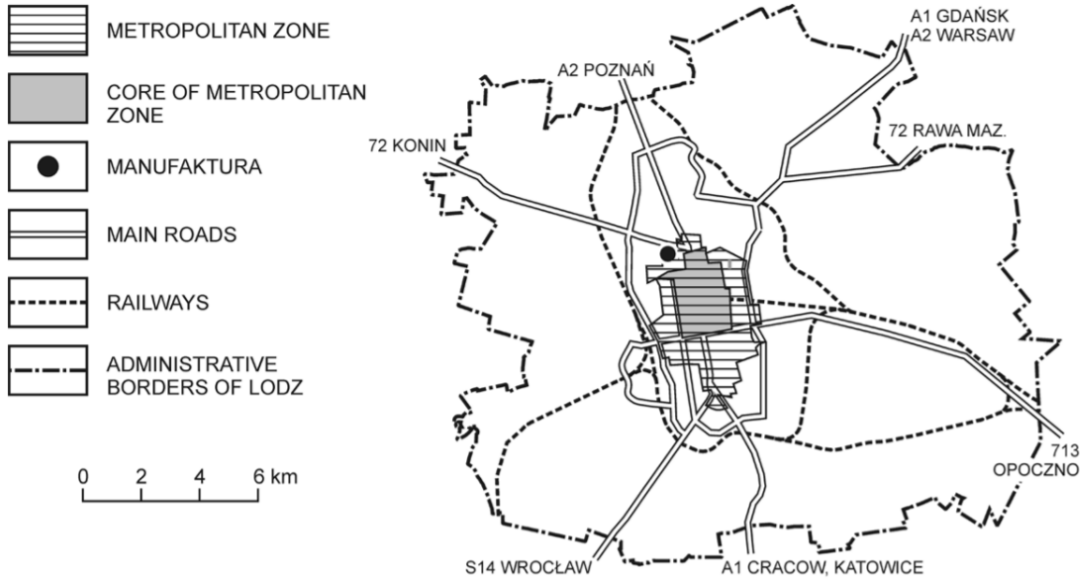 METROPOLITAN ZONE
CORE OF METROPOLITAN
ZONE
MANUFAKTURA
MAIN ROADS
RAILWAYS
ADMINISTRATIVE
BORDERS OF LODZ
0 2 4 6 km
A1 GDAŃSK
A2 WARSAW
A2 POZNAŃ
72 RAWA MAZ.
72 KONIN
713
OPOCZNO
S14 WROCŁAW
A1 CRACOW, KATOWICE